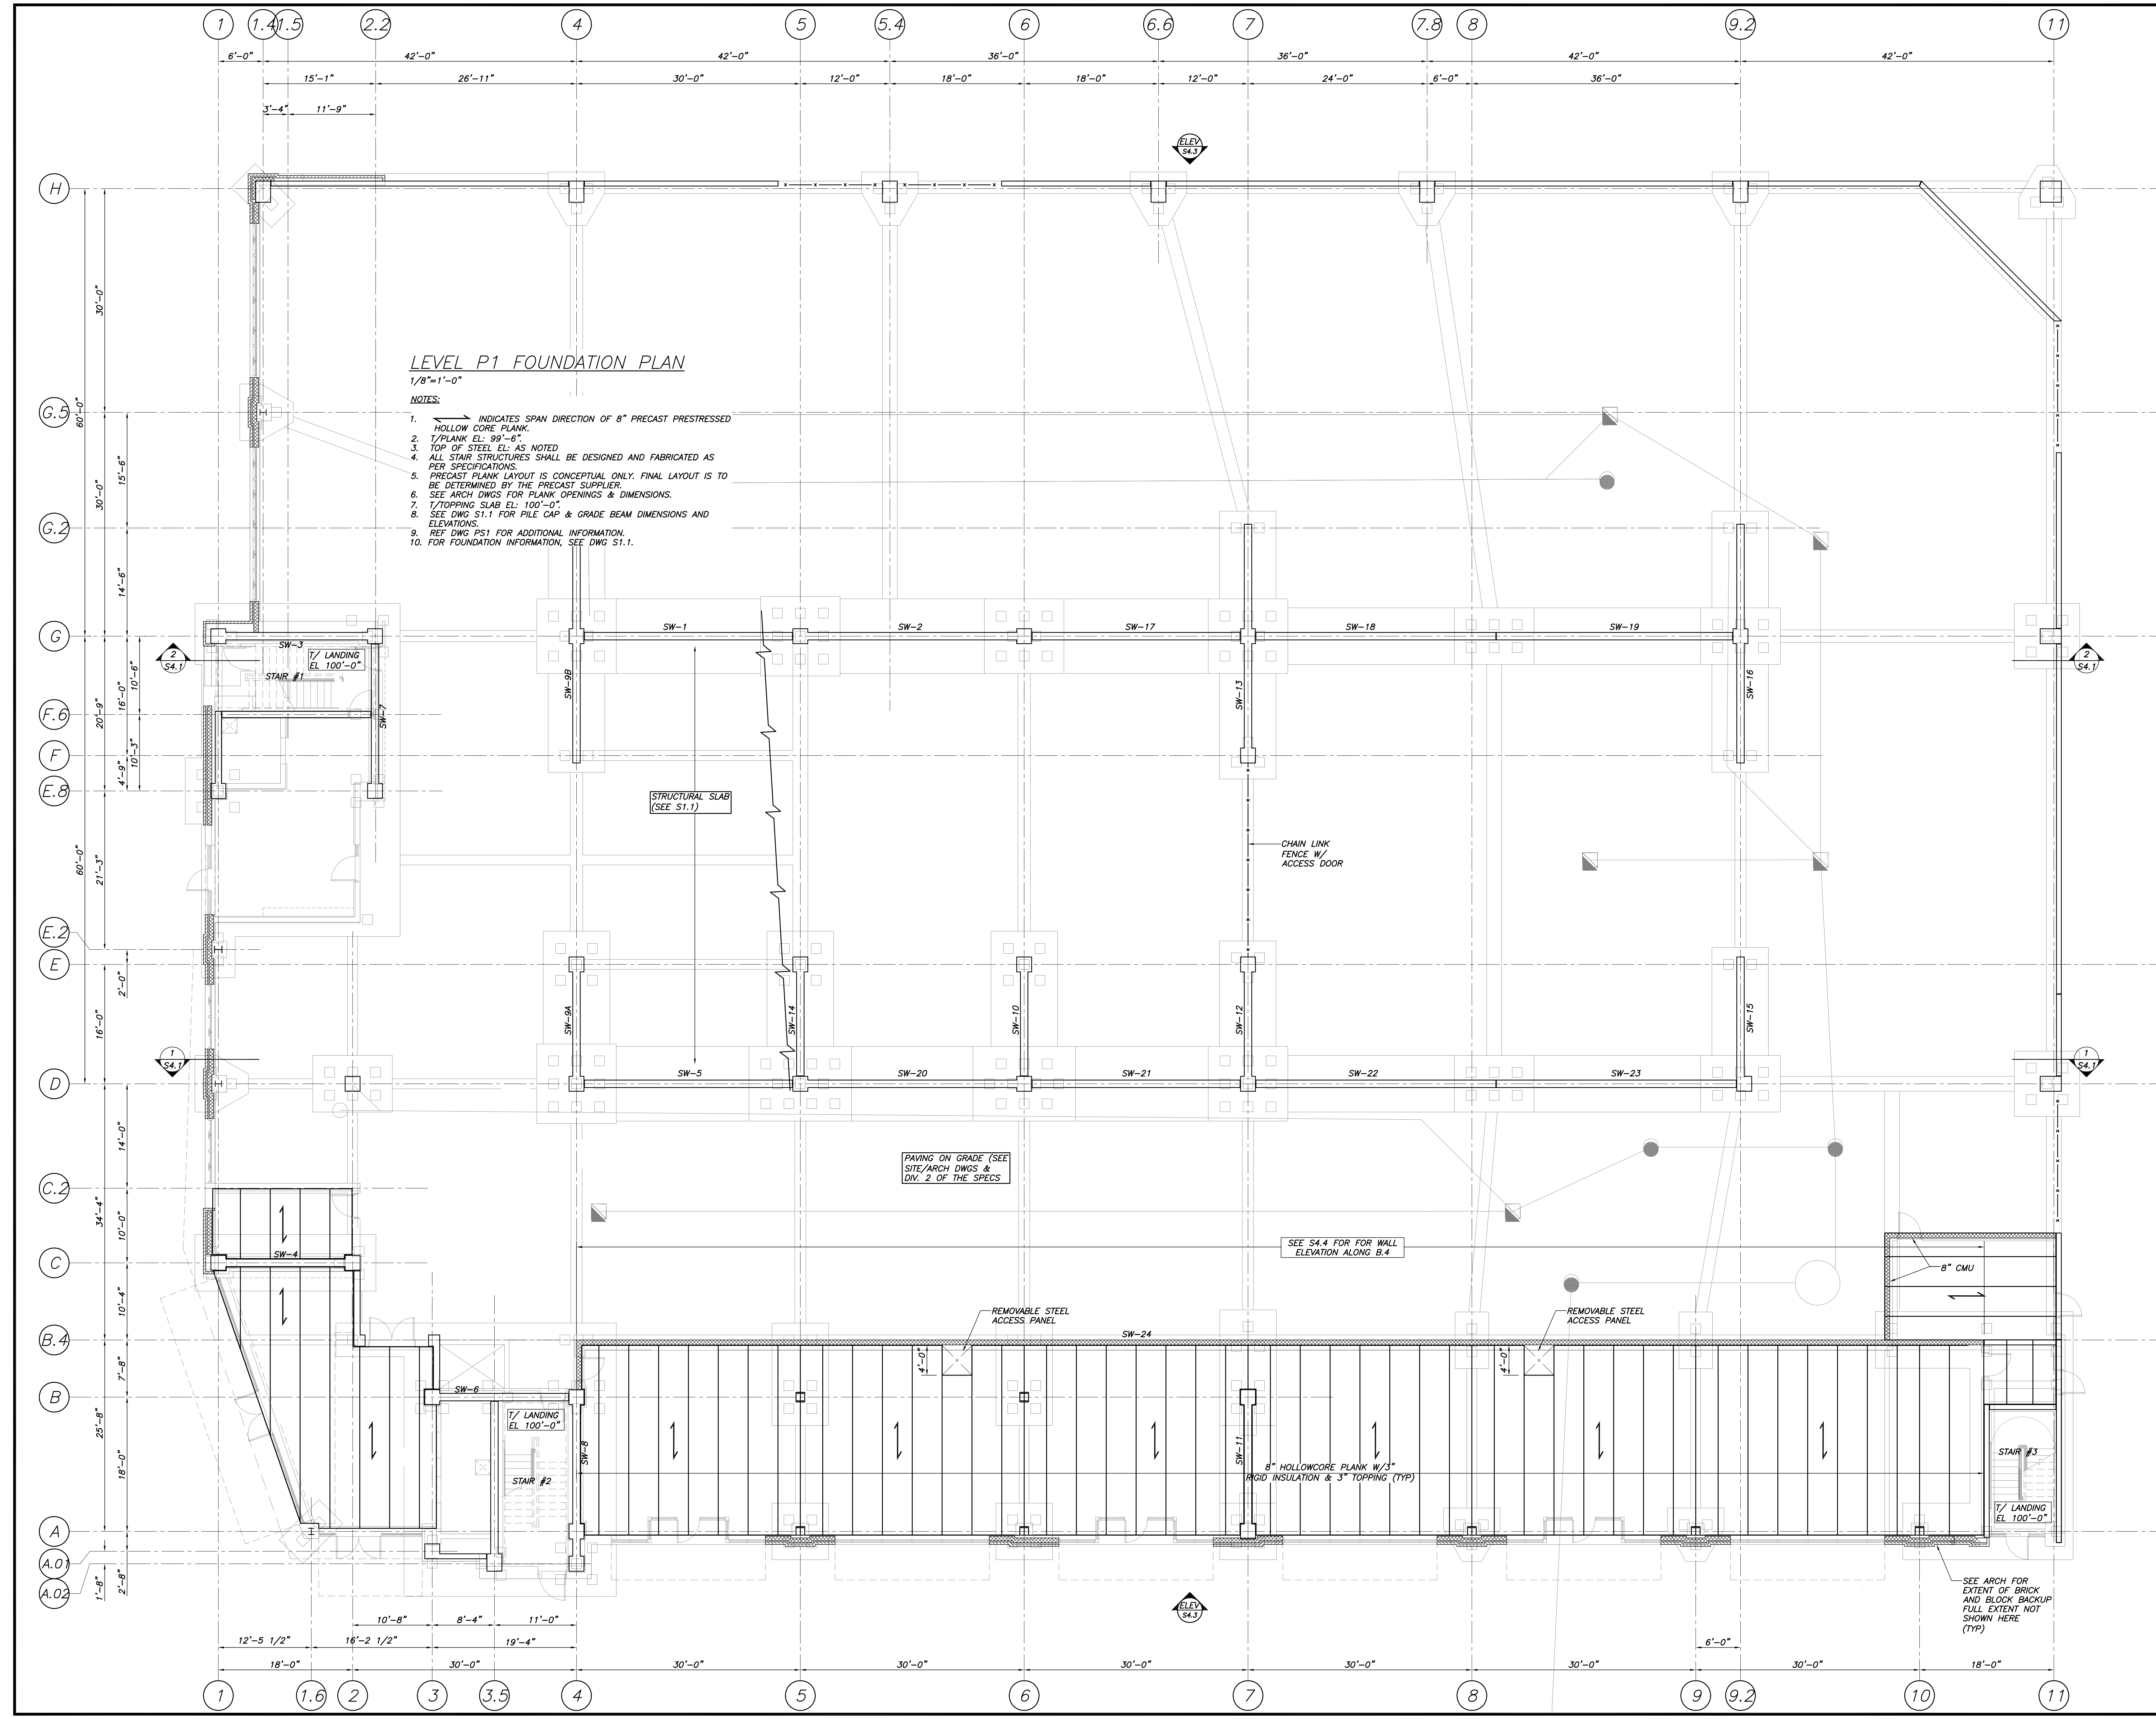 1 1.4 1.5 2.2 4 5 5.4 6 6.6 7 7.8 8 9.2 11
6'-0" 42'-0" 42'-0" 36'-0" 36'-0" 42'-0" 42'-0"
15'-1" 26'-11" 30'-0" 12'-0" 18'-0" 18'-0" 12'-0" 24'-0" 6'-0" 36'-0"
3'-4" 11'-9"
ELEV
S4.3
H
30'-0"
60'-0"
LEVEL P1 FOUNDATION PLAN
1/8"=1'-0"
NOTES:
1. INDICATES SPAN DIRECTION OF 8" PRECAST PRESTRESSED
HOLLOW CORE PLANK.
2. T/PLANK EL: 99'-6".
3. TOP OF STEEL EL: AS NOTED
4. ALL STAIR STRUCTURES SHALL BE DESIGNED AND FABRICATED AS
PER SPECIFICATIONS.
5. PRECAST PLANK LAYOUT IS CONCEPTUAL ONLY. FINAL LAYOUT IS TO
BE DETERMINED BY THE PRECAST SUPPLIER.
6. SEE ARCH DWGS FOR PLANK OPENINGS & DIMENSIONS.
7. T/TOPPING SLAB EL: 100'-0".
8. SEE DWG S1.1 FOR PILE CAP & GRADE BEAM DIMENSIONS AND
ELEVATIONS.
9. REF DWG PS1 FOR ADDITIONAL INFORMATION.
10. FOR FOUNDATION INFORMATION, SEE DWG S1.1.
G.5
15'-6"
30'-0"
G.2
14'-6"
G
SW-1 SW-2 SW-17 SW-18 SW-19
SW-3
2
S4.1
T/ LANDING
EL 100'-0"
STAIR #1
2
S4.1
10'-6"
16'-0"
20'-9"
SW-9B
SW-13
SW-16
SW-7
F.6
10'-3"
F
4'-9"
E.8
STRUCTURAL SLAB
(SEE S1.1)
60'-0"
21'-3"
CHAIN LINK
FENCE W/
ACCESS DOOR
E.2
E
2'-0"
16'-0"
SW-9A
SW-14
SW-10
SW-12
SW-15
1
S4.1
1
S4.1
D
SW-5 SW-20 SW-21 SW-22 SW-23
14'-0"
PAVING ON GRADE (SEE
SITE/ARCH DWGS &
DIV. 2 OF THE SPECS
C.2
34'-4"
10'-0"
SEE S4.4 FOR FOR WALL
ELEVATION ALONG B.4
SW-4
C
8" CMU
10'-4"
REMOVABLE STEEL
ACCESS PANEL
REMOVABLE STEEL
ACCESS PANEL
B.4
SW-24
4'-0"
4'-0"
7'-8"
B
SW-6
T/ LANDING
EL 100'-0"
25'-8"
18'-0"
SW-8
SW-11
STAIR #2
8" HOLLOWCORE PLANK W/3"
RIGID INSULATION & 3" TOPPING (TYP)
STAIR #3
T/ LANDING
EL 100'-0"
A
A.01
A.02
1'-8"
2'-8"
SEE ARCH FOR
EXTENT OF BRICK
AND BLOCK BACKUP
FULL EXTENT NOT
SHOWN HERE
(TYP)
ELEV
S4.3
10'-8" 8'-4" 11'-0"
12'-5 1/2" 16'-2 1/2" 19'-4" 6'-0"
18'-0" 30'-0" 30'-0" 30'-0" 30'-0" 30'-0" 30'-0" 18'-0"
1 1.6 2 3 3.5 4 5 6 7 8 9 9.2 10 11